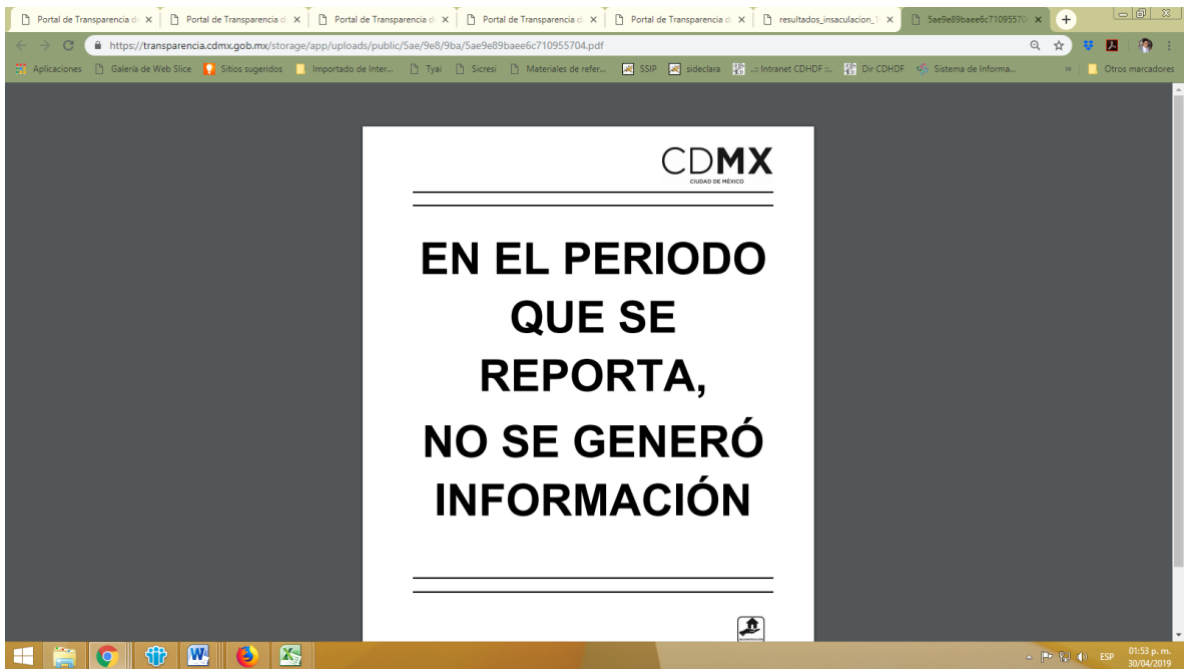 Portal de Transparencia d
Portal de Transparencia d
Portal de Transparencia d
Portal de Transparencia d
Portal de Transparencia d
resultados_insaculacion_1
5ae9e89baee6c71095570
https://transparencia.cdmx.gob.mx/storage/app/uploads/public/5ae/9e8/9ba/5ae9e89baee6c710955704.pdf
Aplicaciones
Galería de Web Slice
Sitios sugeridos
Importado de Inter...
Tyai
Sicresi
Materiales de refer...
SSIP
sideclara
..:: Intranet CDHDF ::..
Dir CDHDF
Sistema de Informa...
»
Otros marcadores
CDMX
CIUDAD DE MÉXICO
EN EL PERIODO
QUE SE
REPORTA,
NO SE GENERÓ
INFORMACIÓN
ESP
01:53 p. m.
30/04/2019